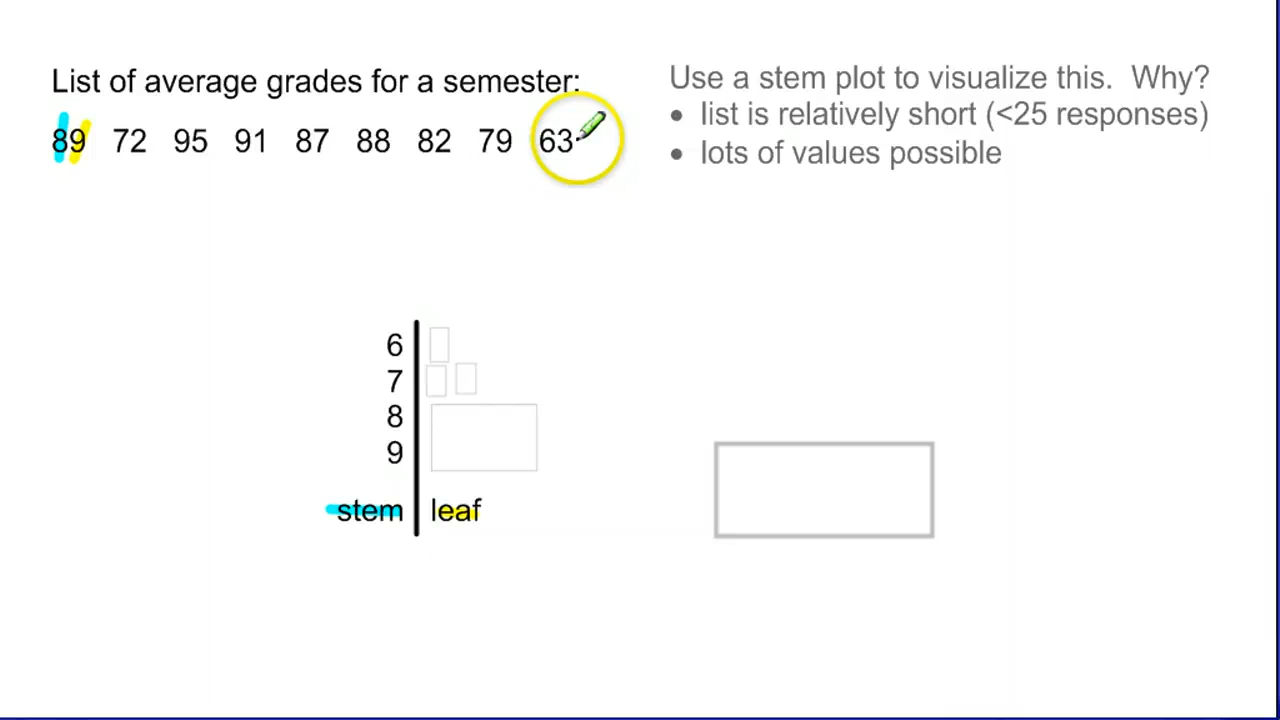 List of average grades for a semester:
89 72 95 91 87 88 82 79 63
Use a stem plot to visualize this. Why?
• list is relatively short (<25 responses)
• lots of values possible
6
7
8
9
stem leaf